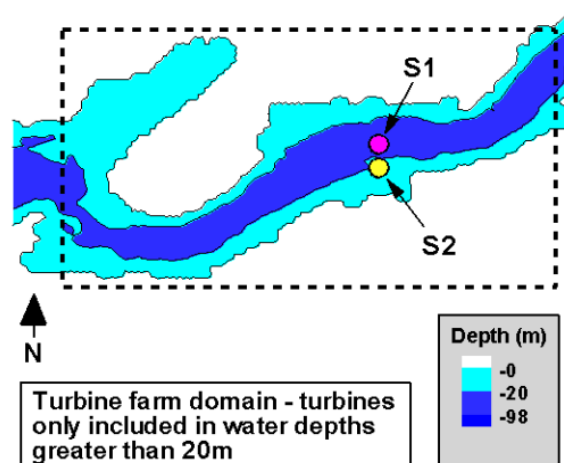 S1
S2
N
Depth (m)
-0
-20
-98
Turbine farm domain - turbines
only included in water depths
greater than 20m